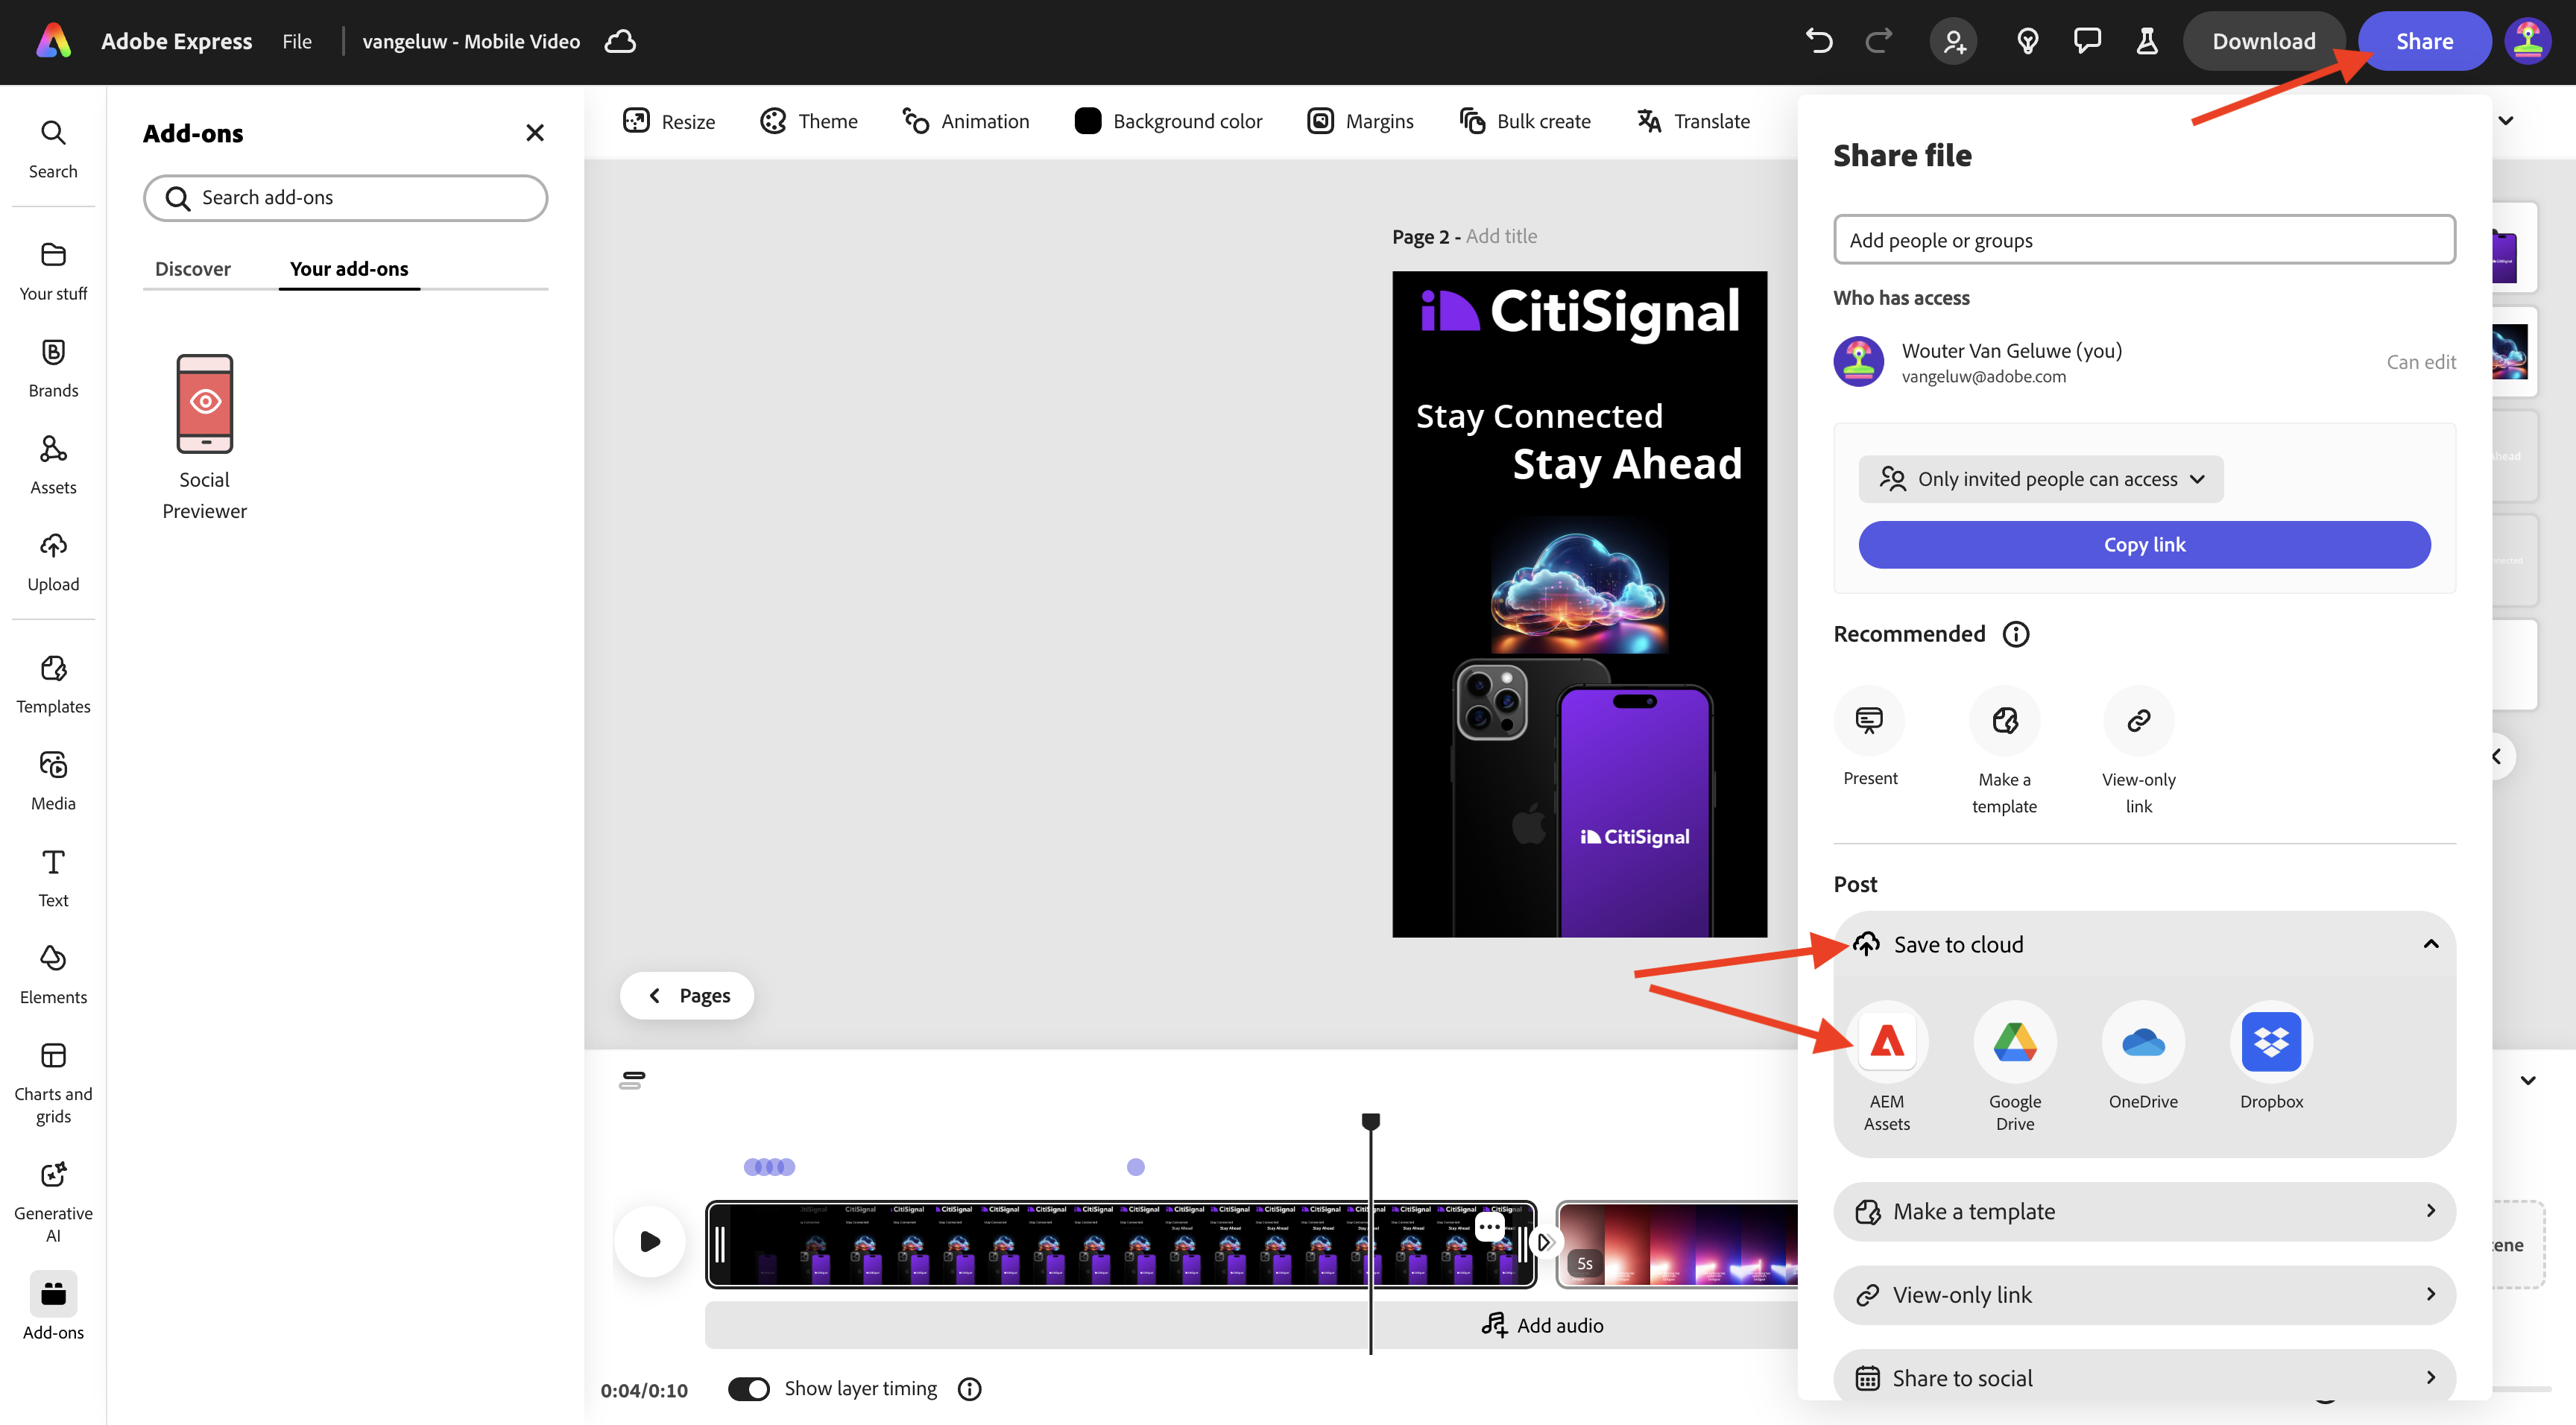 Adobe Express
File
vangeluw - Mobile Video
Download
Share
Search
Your stuff
Brands
Assets
Upload
Templates
Media
Text
Elements
Charts and
grids
Generative
AI
Add-ons
Add-ons
Search add-ons
Discover
Your add-ons
Social
Previewer
Resize
Theme
Animation
Background color
Margins
Bulk create
Translate
Page 2 - Add title
CitiSignal
Stay Connected
Stay Ahead
CitiSignal
Pages
Share file
Add people or groups
Who has access
Wouter Van Geluwe (you)
vangeluw@adobe.com
Can edit
Only invited people can access
Copy link
Recommended
Present
Make a
template
View-only
link
Post
Save to cloud
AEM
Assets
Google
Drive
OneDrive
Dropbox
Make a template
View-only link
Share to social
5s
Add audio
0:04/0:10
Show layer timing